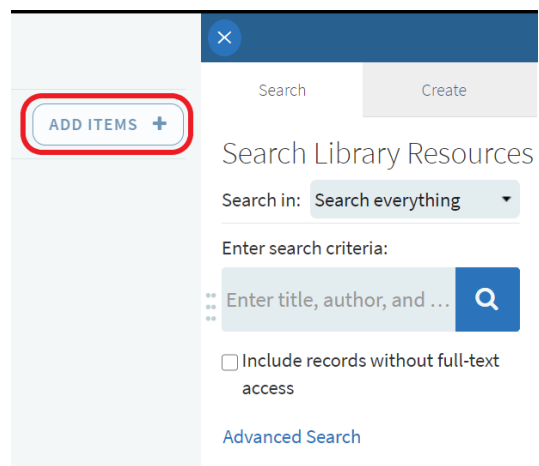 ADD ITEMS +
Search
Create
Search Library Resources
Search in: Search everything
Enter search criteria:
Enter title, author, and ...
Include records without full-text
access
Advanced Search